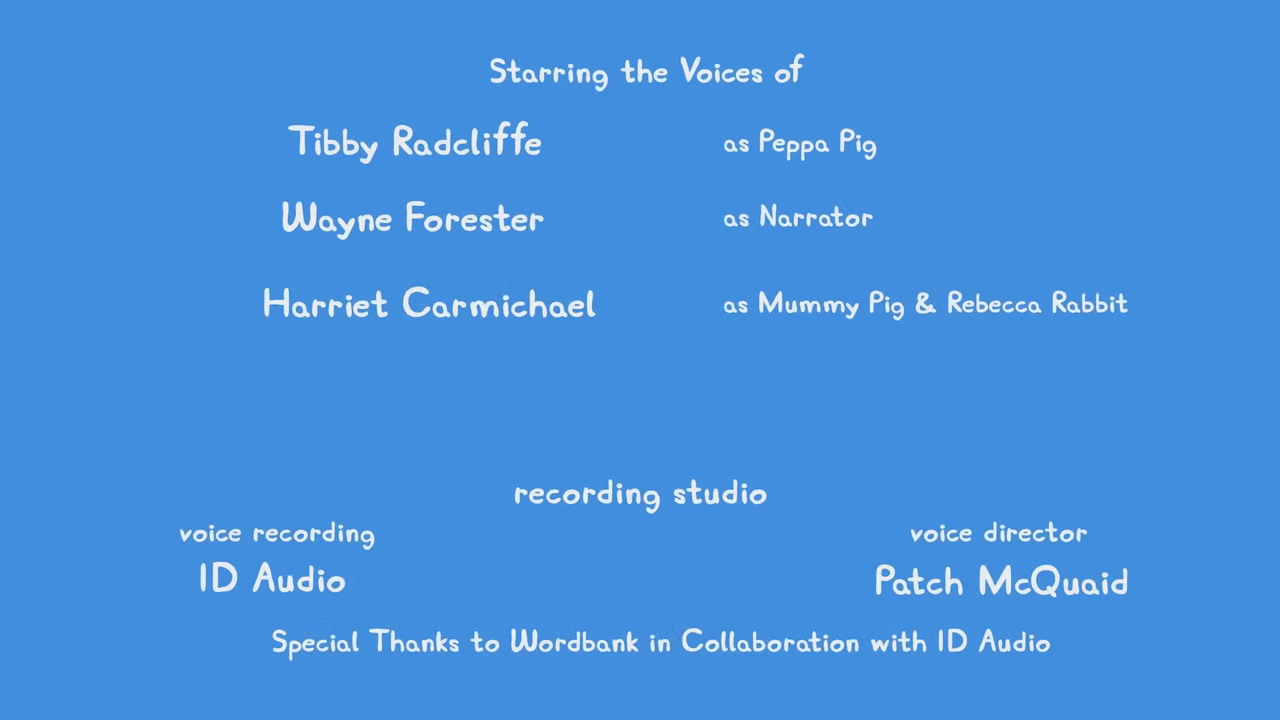 Starring the Voices of
Tibby Radcliffe as Peppa Pig
Wayne Forester as Narrator
Harriet Carmichael as Mummy Pig & Rebecca Rabbit
recording studio
voice recording voice director
ID Audio Patch McQuaid
Special Thanks to Wordbank in Collaboration with ID Audio